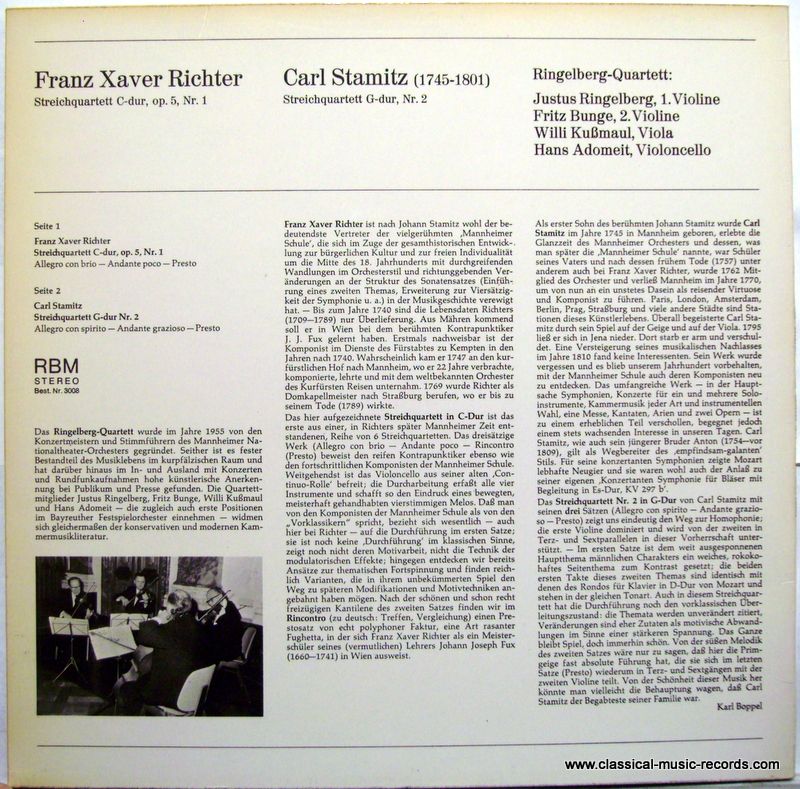 Franz Xaver Richter
Streichquartett C-dur, op. 5, Nr. 1
Carl Stamitz (1745-1801)
Streichquartett G-dur, Nr. 2
Ringelberg-Quartett:
Justus Ringelberg, 1. Violine
Fritz Bunge, 2. Violine
Willi Kußmaul, Viola
Hans Adomeit, Violoncello
Seite 1
Franz Xaver Richter
Streichquartett C-dur, op. 5, Nr. 1
Allegro con brio — Andante poco — Presto
Seite 2
Carl Stamitz
Streichquartett G-dur Nr. 2
Allegro con spirito — Andante grazioso — Presto
RBM
STEREO
Best. Nr. 3008
Das Ringelberg-Quartett wurde im Jahre 1955 von den
Konzertmeistern und Stimmführern des Mannheimer Na-
tionaltheater-Orchesters gegründet. Seither ist es fester
Bestandteil des Musiklebens im kurpfälzischen Raum und
hat darüber hinaus im In- und Ausland mit Konzerten
und Rundfunkaufnahmen hohe künstlerische Anerken-
nung bei Publikum und Presse gefunden. Die Quartett-
mitglieder Justus Ringelberg, Fritz Bunge, Willi Kußmaul
und Hans Adomeit — die zugleich auch erste Positionen
im Bayreuther Festspielorchester einnehmen — widmen
sich gleichermaßen der konservativen und modernen Kam-
mermusikliteratur.
Franz Xaver Richter ist nach Johann Stamitz wohl der be-
deutendste Vertreter der vielgerühmten ‚Mannheimer
Schule', die sich im Zuge der gesamthistorischen Entwick-
lung zur bürgerlichen Kultur und zur freien Individualität
um die Mitte des 18. Jahrhunderts mit durchgreifenden
Wandlungen im Orchesterstil und richtunggebenden Ver-
änderungen an der Struktur des Sonatensatzes (Einfüh-
rung eines zweiten Themas, Erweiterung zur Viersätzig-
keit der Symphonie u. a.) in der Musikgeschichte verewigt
hat. — Bis zum Jahre 1740 sind die Lebensdaten Richters
(1709—1789) nur Überlieferung. Aus Mähren kommend
soll er in Wien bei dem berühmten Kontrapunktiker
J. J. Fux gelernt haben. Erstmals nachweisbar ist der
Komponist im Dienste des Fürstabtes zu Kempten in den
Jahren nach 1740. Wahrscheinlich kam er 1747 an den kur-
fürstlichen Hof nach Mannheim, wo er 22 Jahre verbrachte,
komponierte, lehrte und mit dem weltbekannten Orchester
des Kurfürsten Reisen unternahm. 1769 wurde Richter als
Domkapellmeister nach Straßburg berufen, wo er bis zu
seinem Tode (1789) wirkte.
Das hier aufgezeichnete Streichquartett in C-Dur ist das
erste aus einer, in Richters später Mannheimer Zeit ent-
standenen, Reihe von 6 Streichquartetten. Das dreisätzige
Werk (Allegro con brio — Andante poco — Rincontro
(Presto) beweist den reifen Kontrapunktiker ebenso wie
den fortschrittlichen Komponisten der Mannheimer Schule.
Weitgehendst ist das Violoncello aus seiner alten ‚Con-
tinuo-Rolle' befreit; die Durcharbeitung erfaßt alle vier
Instrumente und schafft so den Eindruck eines bewegten,
meisterhaft gehandhabten vierstimmigen Melos. Daß man
von den Komponisten der Mannheimer Schule als von den
„Vorklassikern" spricht, bezieht sich wesentlich — auch
hier bei Richter — auf die Durchführung im ersten Satze;
sie ist noch keine ‚Durchführung' im klassischen Sinne,
zeigt noch nicht deren Motivarbeit, nicht die Technik der
modulatorischen Effekte; hingegen entdecken wir bereits
Ansätze zur thematischen Fortspinnung und finden reich-
lich Varianten, die in ihrem unbekümmerten Spiel den
Weg zu späteren Modifikationen und Motivtechniken an-
gebahnt haben mögen. Nach der schönen und schon recht
freizügigen Kantilene des zweiten Satzes finden wir im
Rincontro (zu deutsch: Treffen, Vergleichung) einen Pre-
stosatz von echt polyphoner Faktur, eine Art rasanter
Fughetta, in der sich Franz Xaver Richter als ein Meister-
schüler seines (vermutlichen) Lehrers Johann Joseph Fux
(1660—1741) in Wien ausweist.
Als erster Sohn des berühmten Johann Stamitz wurde Carl
Stamitz im Jahre 1745 in Mannheim geboren, erlebte die
Glanzzeit des Mannheimer Orchesters und dessen, was
man später die ‚Mannheimer Schule' nannte, war Schüler
seines Vaters und nach dessen frühem Tode (1757) unter
anderem auch bei Franz Xaver Richter, wurde 1762 Mit-
glied des Orchester und verließ Mannheim im Jahre 1770,
um von nun an ein unstetes Dasein als reisender Virtuose
und Komponist zu führen. Paris, London, Amsterdam,
Berlin, Prag, Straßburg und viele andere Städte sind Sta-
tionen dieses Künstlerlebens. Überall begeisterte Carl Sta-
mitz durch sein Spiel auf der Geige und auf der Viola. 1795
ließ er sich in Jena nieder. Dort starb er arm und verschul-
det. Eine Versteigerung seines musikalischen Nachlasses
im Jahre 1810 fand keine Interessenten. Sein Werk wurde
vergessen und es blieb unserem Jahrhundert vorbehalten,
mit der Mannheimer Schule auch deren Komponisten neu
zu entdecken. Das umfangreiche Werk — in der Haupt-
sache Symphonien, Konzerte für ein und mehrere Solo-
instrumente, Kammermusik jeder Art und instrumentellen
Wahl, eine Messe, Kantaten, Arien und zwei Opern — ist
zu einem erheblichen Teil verschollen, begegnet jedoch
einem stets wachsenden Interesse in unseren Tagen. Carl
Stamitz, wie auch sein jüngerer Bruder Anton (1754—vor
1809), gilt als Wegbereiter des ‚empfindsam-galanten'
Stils. Für seine konzertanten Symphonien zeigte Mozart
lebhafte Neugier und sie waren wohl auch der Anlaß zu
seiner eigenen ‚Konzertanten Symphonie für Bläser mit
Begleitung in Es-Dur, KV 297 b'.
Das Streichquartett Nr. 2 in G-Dur von Carl Stamitz mit
seinen drei Sätzen (Allegro con spirito — Andante grazio-
so — Presto) zeigt uns eindeutig den Weg zur Homophonie;
die erste Violine dominiert und wird von der zweiten in
Terz- und Sextparallelen in dieser Vorherrschaft unter-
stützt. — Im ersten Satze ist dem weit ausgesponnenen
Hauptthema männlichen Charakters ein weiches, rokoko-
haftes Seitenthema zum Kontrast gesetzt; die beiden
ersten Takte dieses zweiten Themas sind identisch mit
denen des Rondos für Klavier in D-Dur von Mozart und
stehen in der gleichen Tonart. Auch in diesem Streichquar-
tett hat die Durchführung noch den vorklassischen Über-
leitungszustand: die Themata werden unverändert zitiert,
Veränderungen sind eher Zutaten als motivische Abwand-
lungen im Sinne einer stärkeren Spannung. Das Ganze
bleibt Spiel, doch immerhin schön. Von der süßen Melodik
des zweiten Satzes wäre nur zu sagen, daß hier die Prim-
geige fast absolute Führung hat, die sie sich im letzten
Satze (Presto) wiederum in Terz- und Sextgängen mit der
zweiten Violine teilt. Von der Schönheit dieser Musik her
könnte man vielleicht die Behauptung wagen, daß Carl
Stamitz der Begabteste seiner Familie war.
Karl Boppel
www.classical-music-records.com